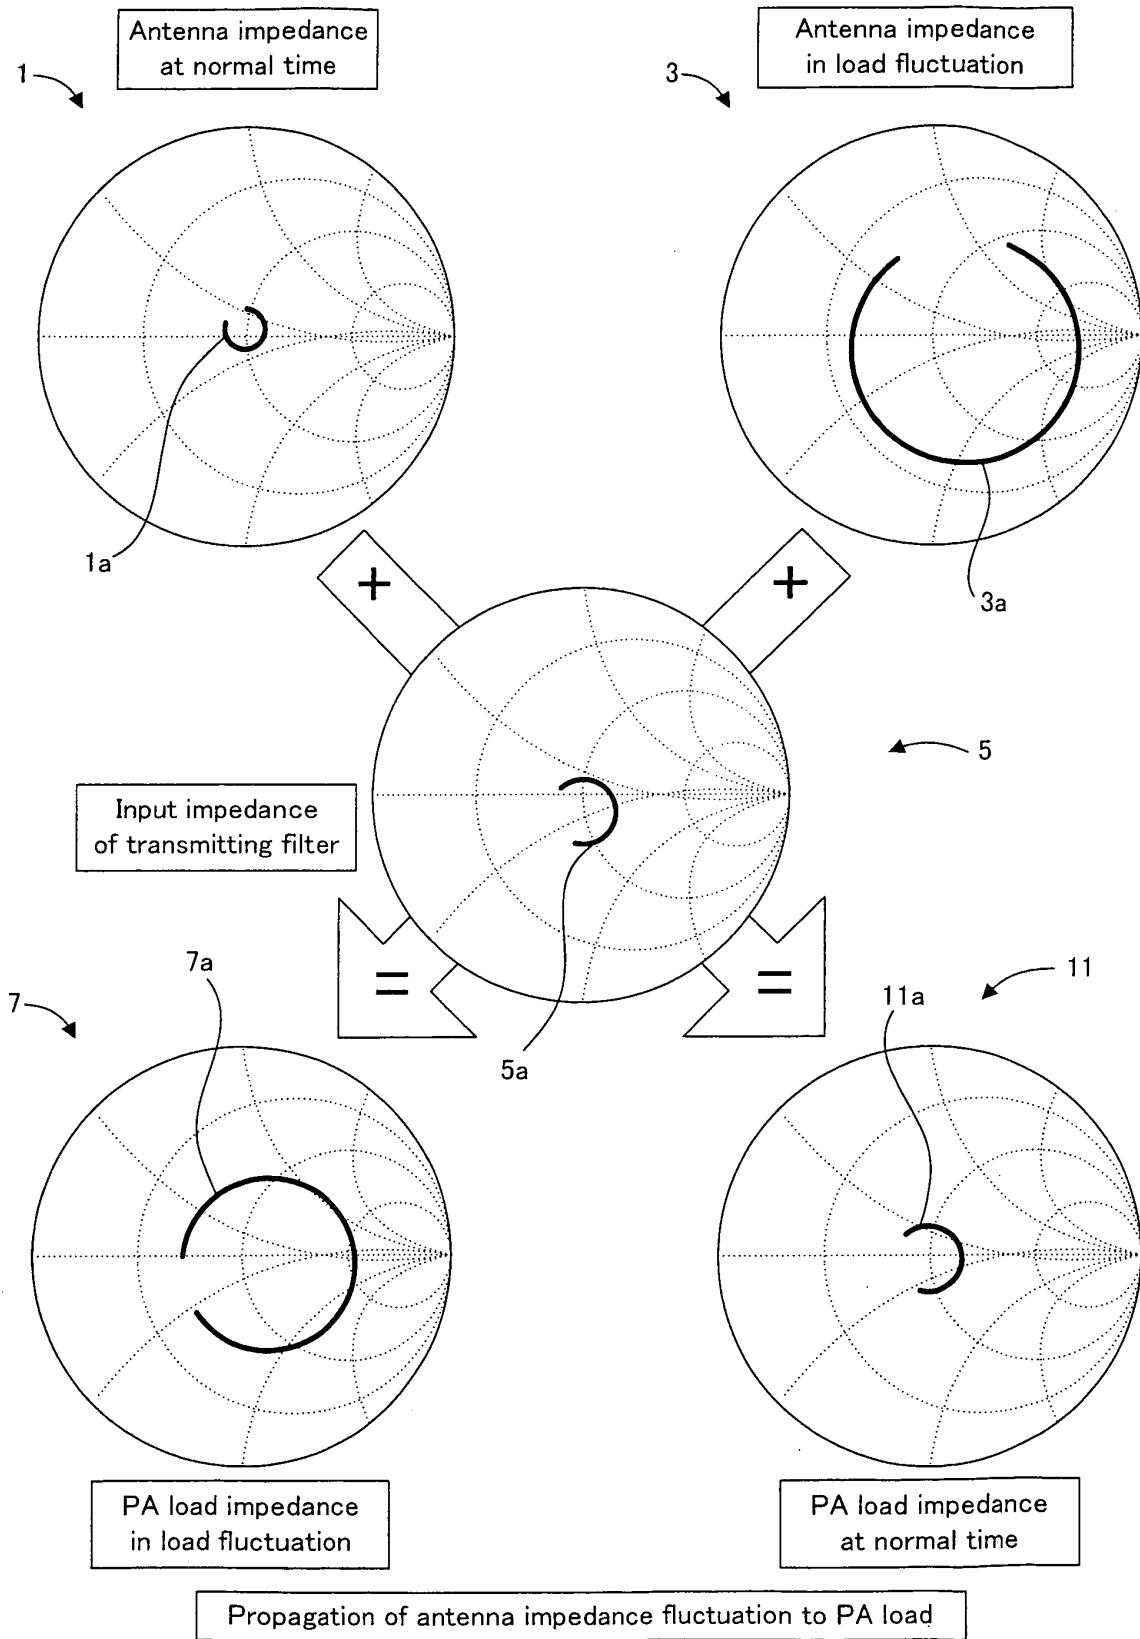 Antenna impedance
at normal time
Antenna impedance
in load fluctuation
1
3
1a
+
+
3a
5
Input impedance
of transmitting filter
7a
=
=
11
7
11a
5a
PA load impedance
in load fluctuation
PA load impedance
at normal time
Propagation of antenna impedance fluctuation to PA load